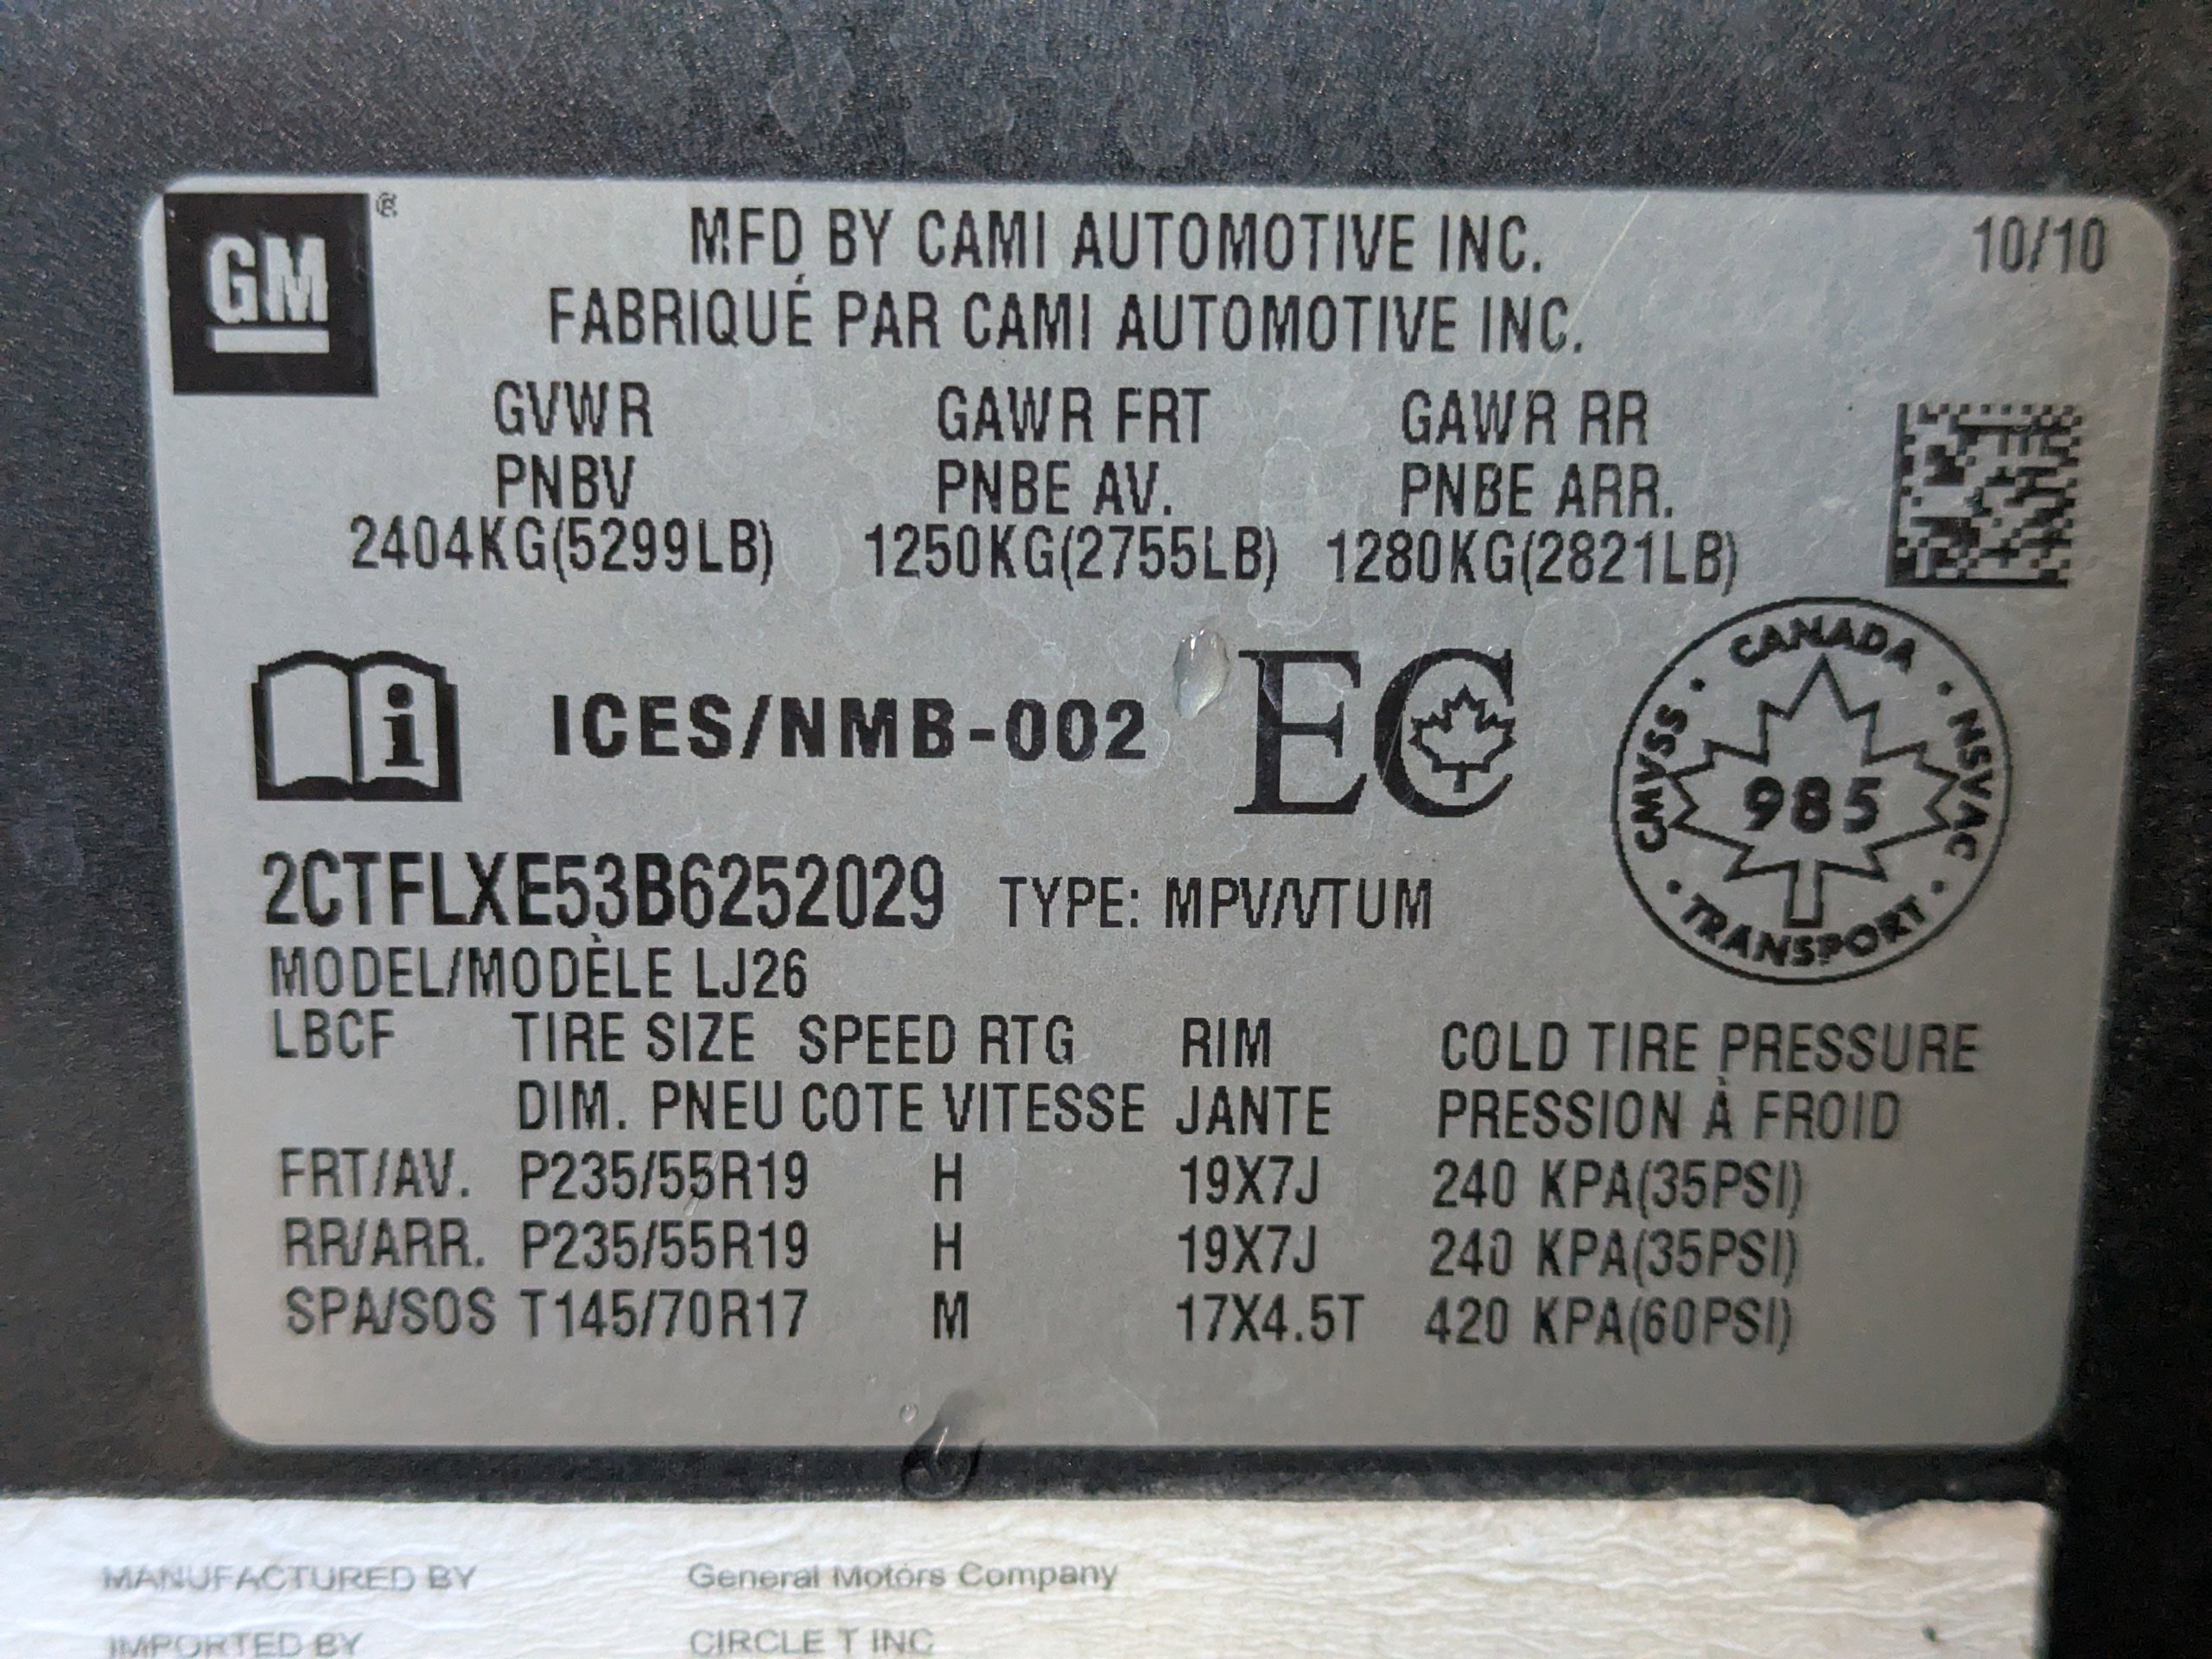 GM ®
MFD BY CAMI AUTOMOTIVE INC. 10/10
FABRIQUÉ PAR CAMI AUTOMOTIVE INC.
GVWR GAWR FRT GAWR RR
PNBV PNBE AV. PNBE ARR.
2404KG(5299LB) 1250KG(2755LB) 1280KG(2821LB)
i ICES/NMB-002 EC
CANADA
CMVSS 985 NSVAC
TRANSPORT
2CTFLXE53B6252029 TYPE: MPV/VTUM
MODEL/MODÈLE LJ26
LBCF TIRE SIZE SPEED RTG RIM COLD TIRE PRESSURE
DIM. PNEU COTE VITESSE JANTE PRESSION À FROID
FRT/AV. P235/55R19 H 19X7J 240 KPA(35PSI)
RR/ARR. P235/55R19 H 19X7J 240 KPA(35PSI)
SPA/SOS T145/70R17 M 17X4.5T 420 KPA(60PSI)
MANUFACTURED BY General Motors Company
IMPORTED BY CIRCLE T INC